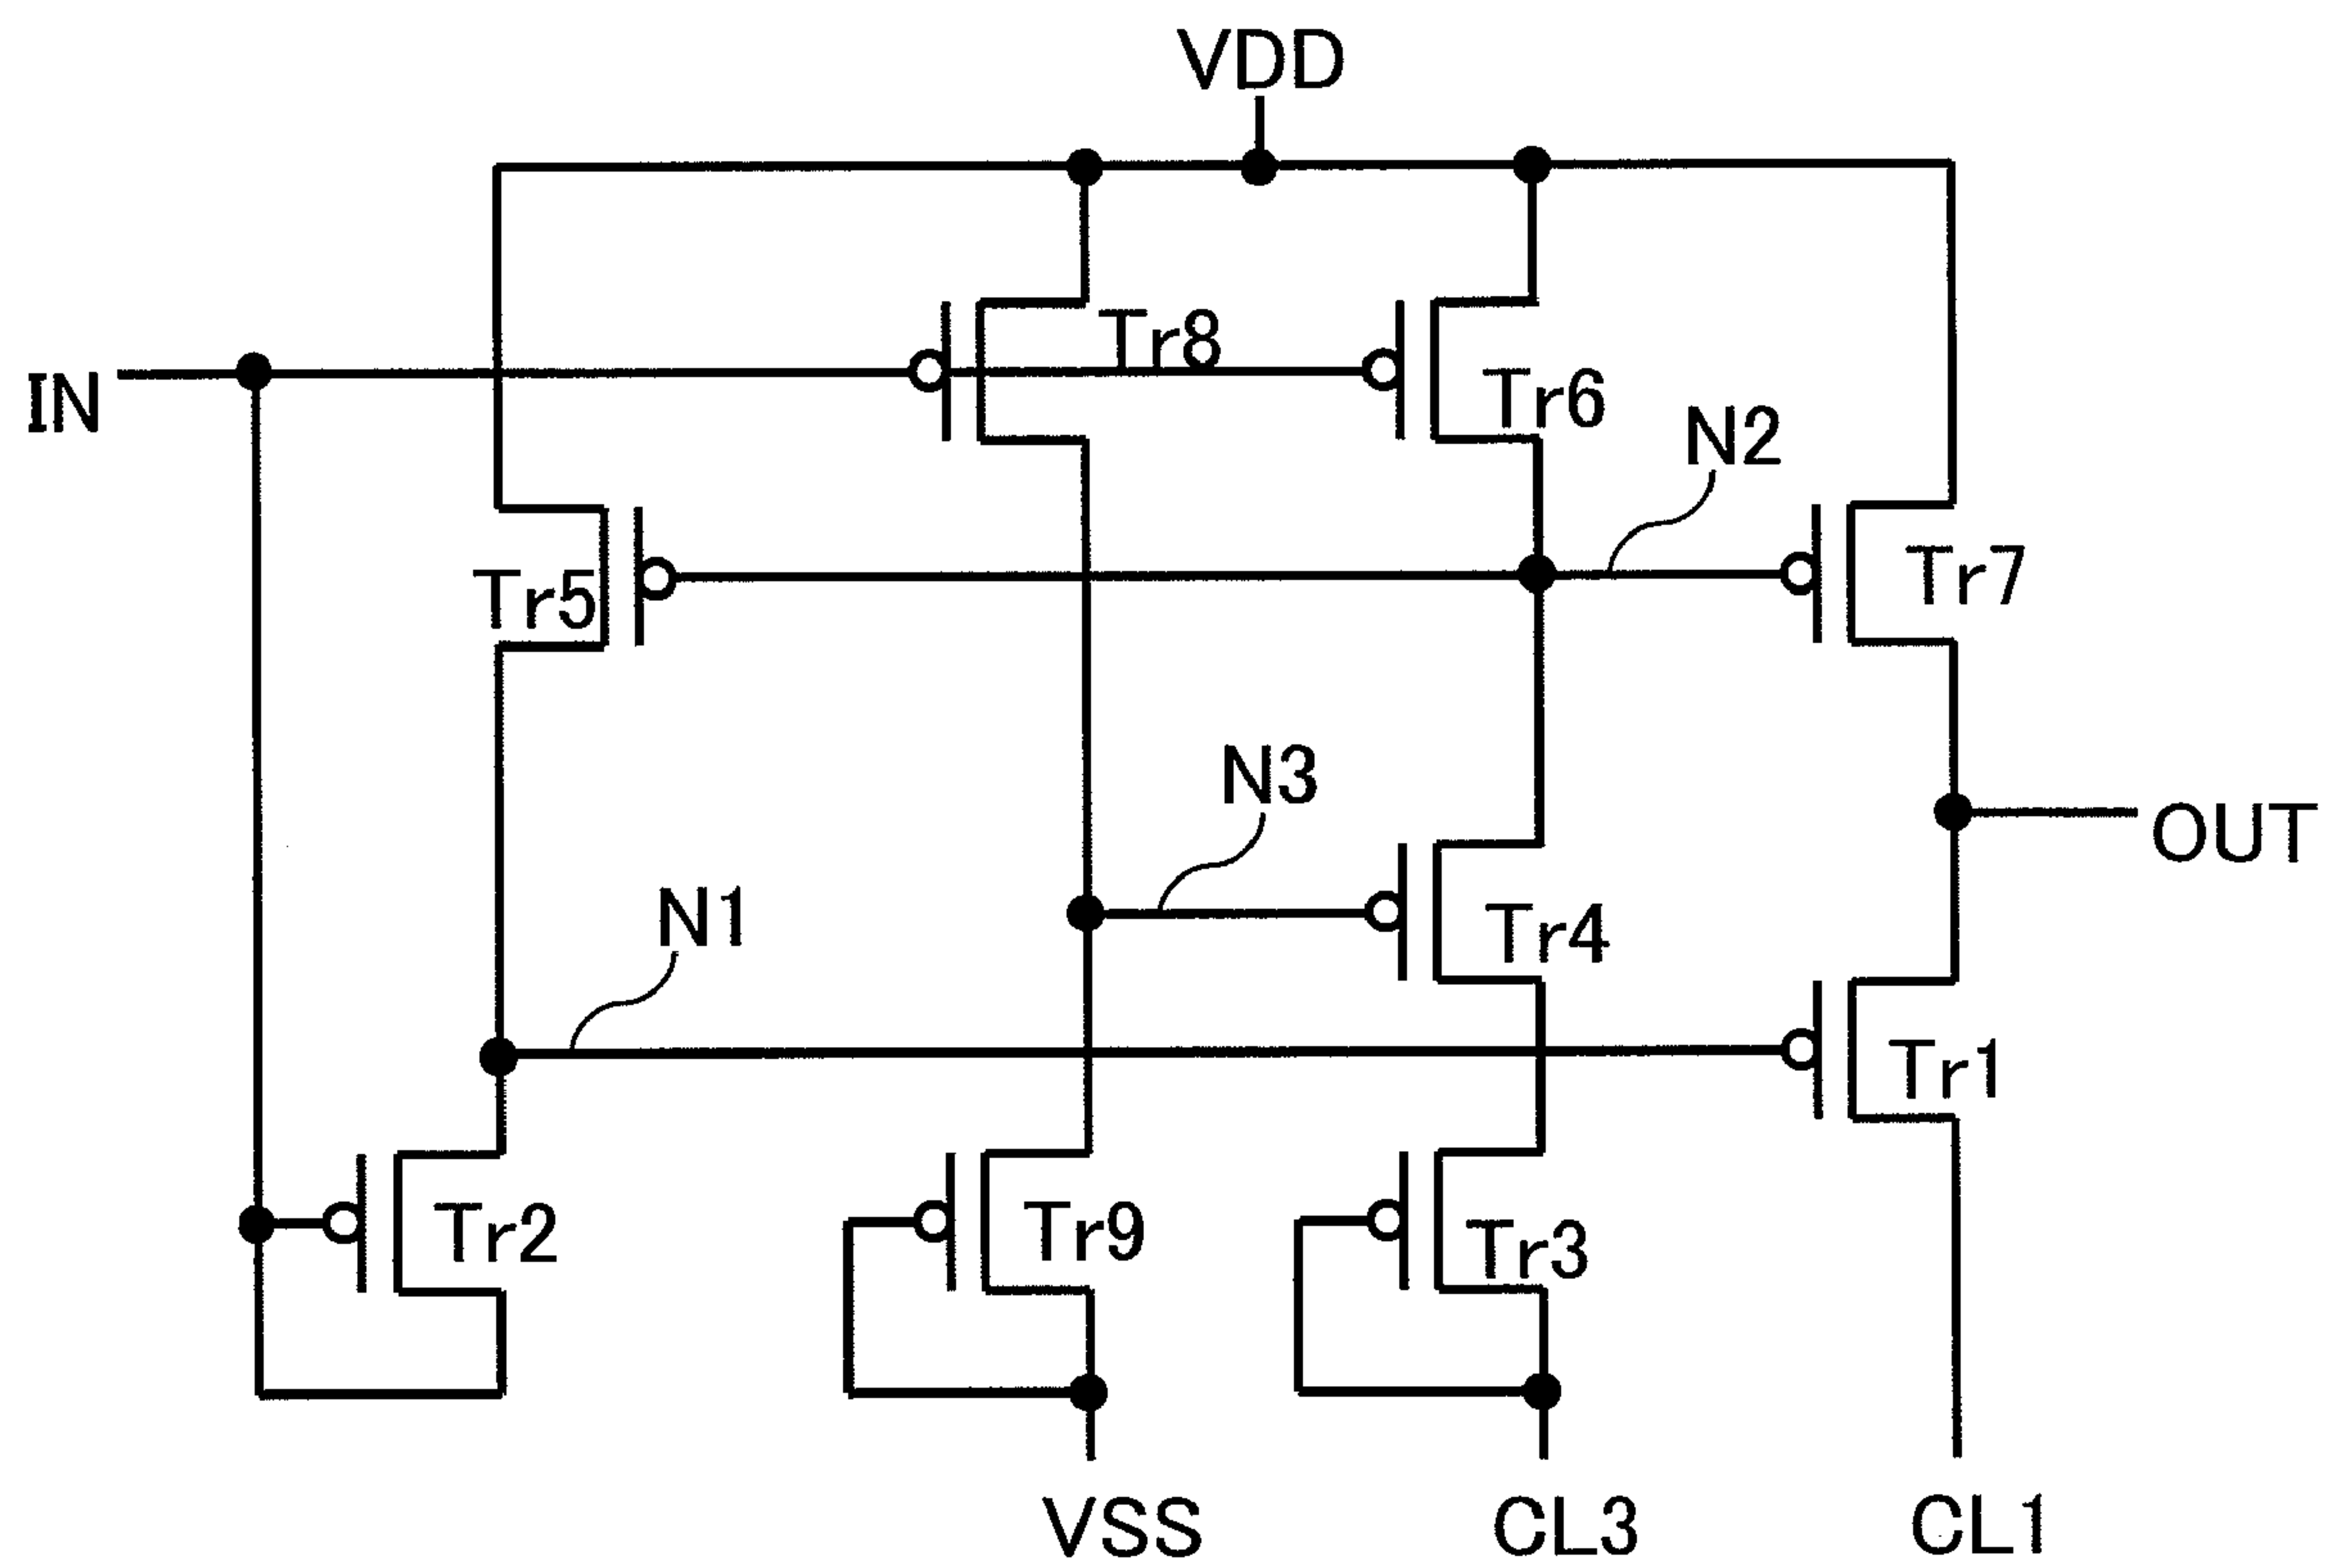 VDD
Tr8
IN
Tr6
N2
Tr5
Tr7
N3
OUT
N1
Tr4
Tr1
Tr2
Tr9
Tr3
VSS
CL3
CL1